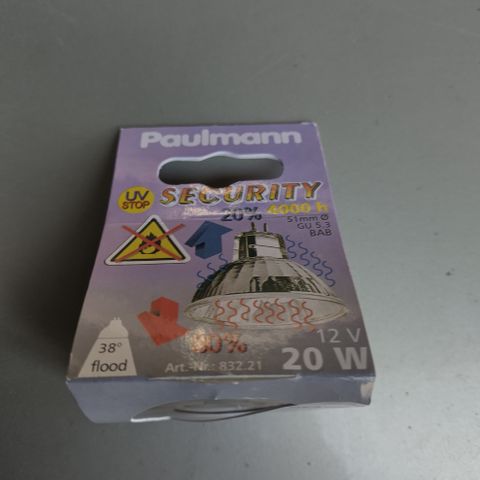 Paulmann
UV
STOP
SECURITY
20% 4000 h
51mm Ø
GU 5.3
BAB
38°
flood
80%
12 V
20 W
Art.-Nr.: 832.21